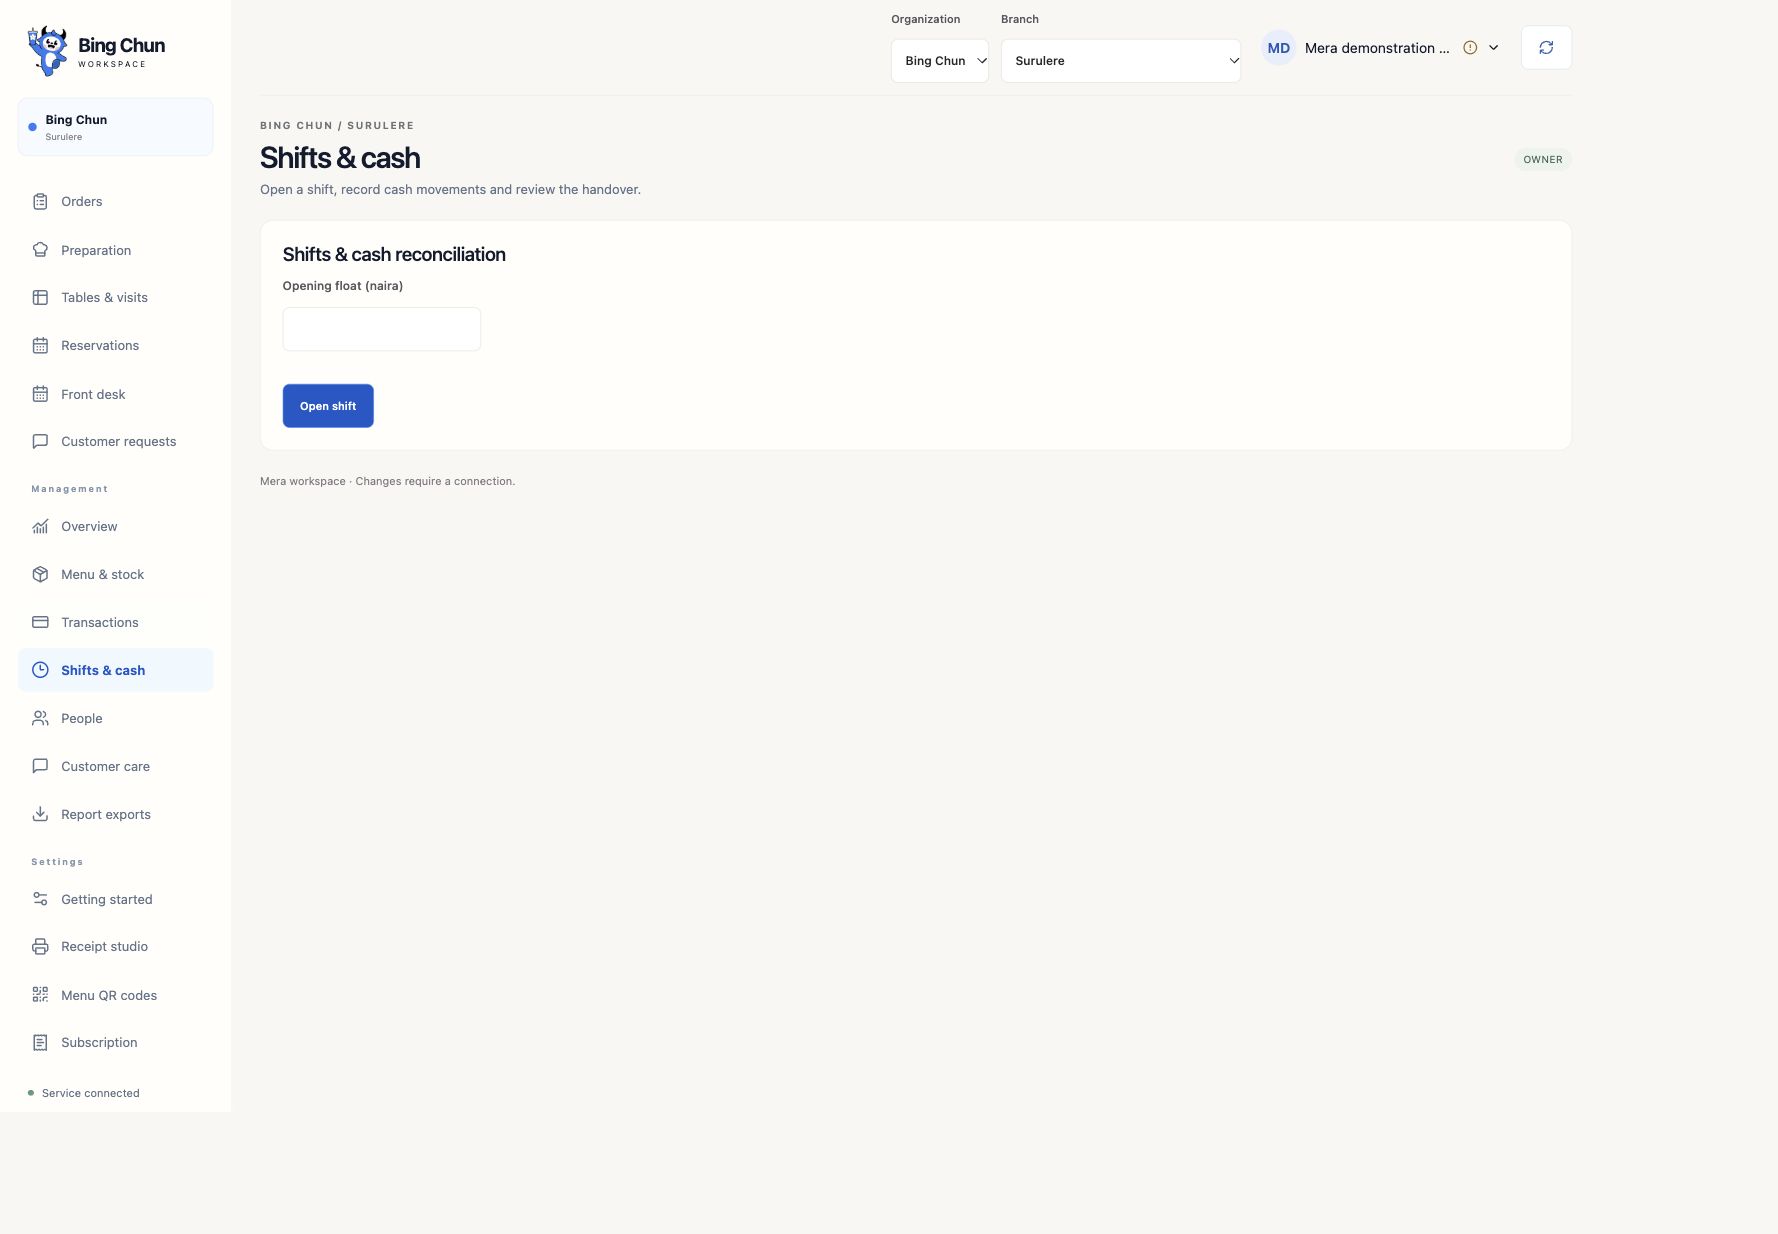 Bing Chun
WORKSPACE
Bing Chun
Surulere
Orders
Preparation
Tables & visits
Reservations
Front desk
Customer requests
Management
Overview
Menu & stock
Transactions
Shifts & cash
People
Customer care
Report exports
Settings
Getting started
Receipt studio
Menu QR codes
Subscription
Service connected
Organization
Branch
Bing Chun
Surulere
MD
Mera demonstration ...
BING CHUN / SURULERE
Shifts & cash
OWNER
Open a shift, record cash movements and review the handover.
Shifts & cash reconciliation
Opening float (naira)
Open shift
Mera workspace · Changes require a connection.